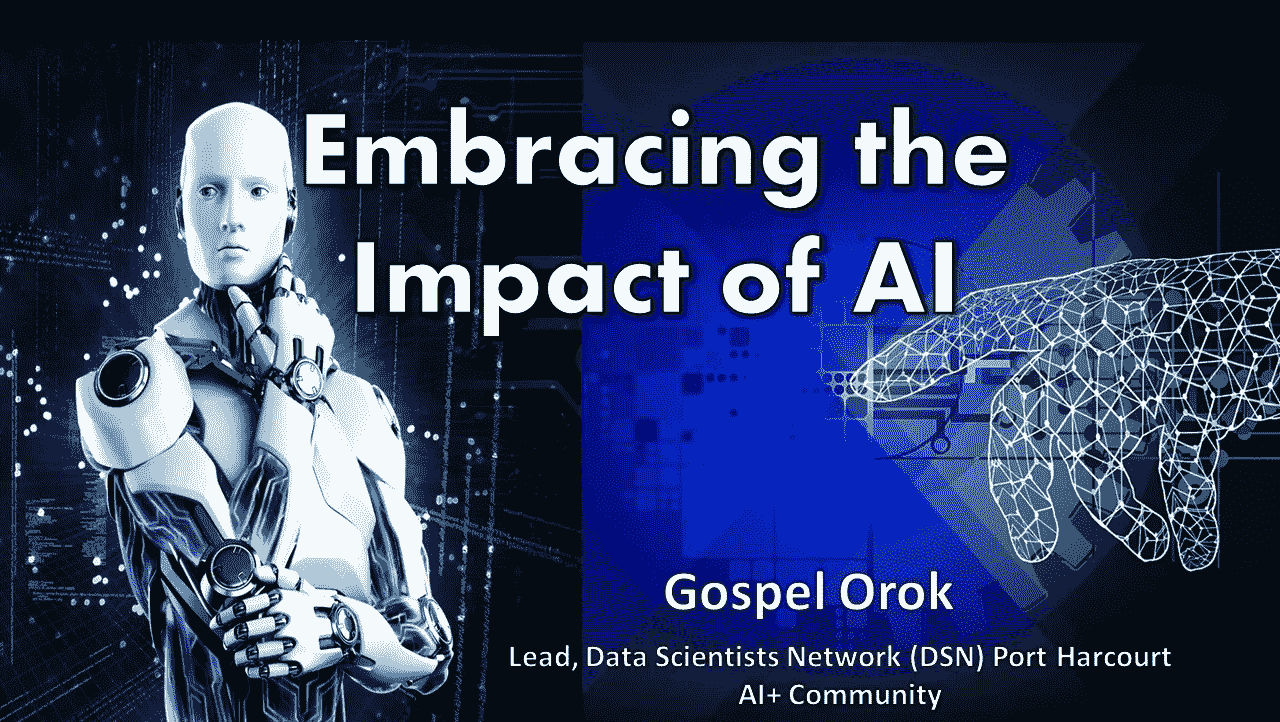 Embracing the
Impact of AI
Gospel Orok
Lead, Data Scientists Network (DSN) Port Harcourt
AI+ Community